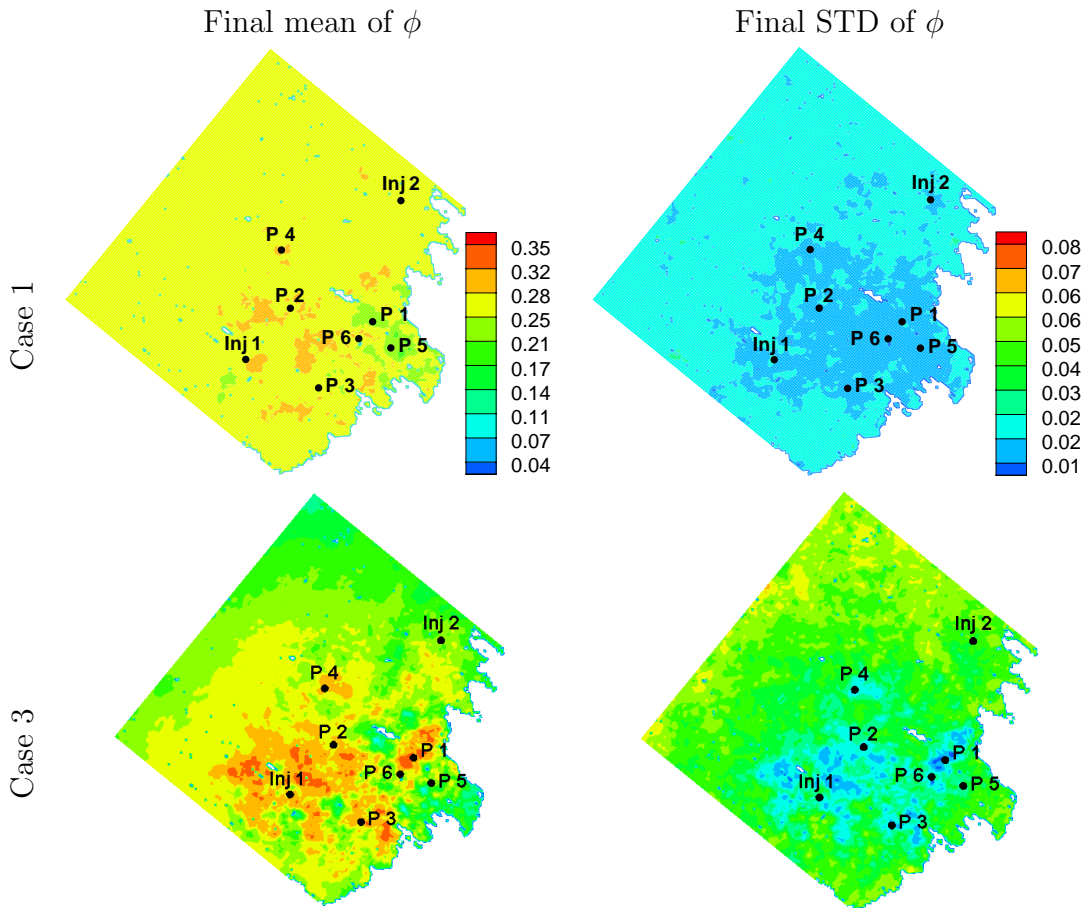 Final mean of ϕ
Final STD of ϕ
Case 1
Inj 2
P 4
P 2
P 1
P 6
Inj 1
P 5
P 3
0.35
0.32
0.28
0.25
0.21
0.17
0.14
0.11
0.07
0.04
Inj 2
P 4
P 2
P 1
P 6
Inj 1
P 5
P 3
0.08
0.07
0.06
0.06
0.05
0.04
0.03
0.02
0.02
0.01
Case 3
Inj 2
P 4
P 2
P 1
P 6
Inj 1
P 5
P 3
Inj 2
P 4
P 2
P 1
P 6
Inj 1
P 5
P 3